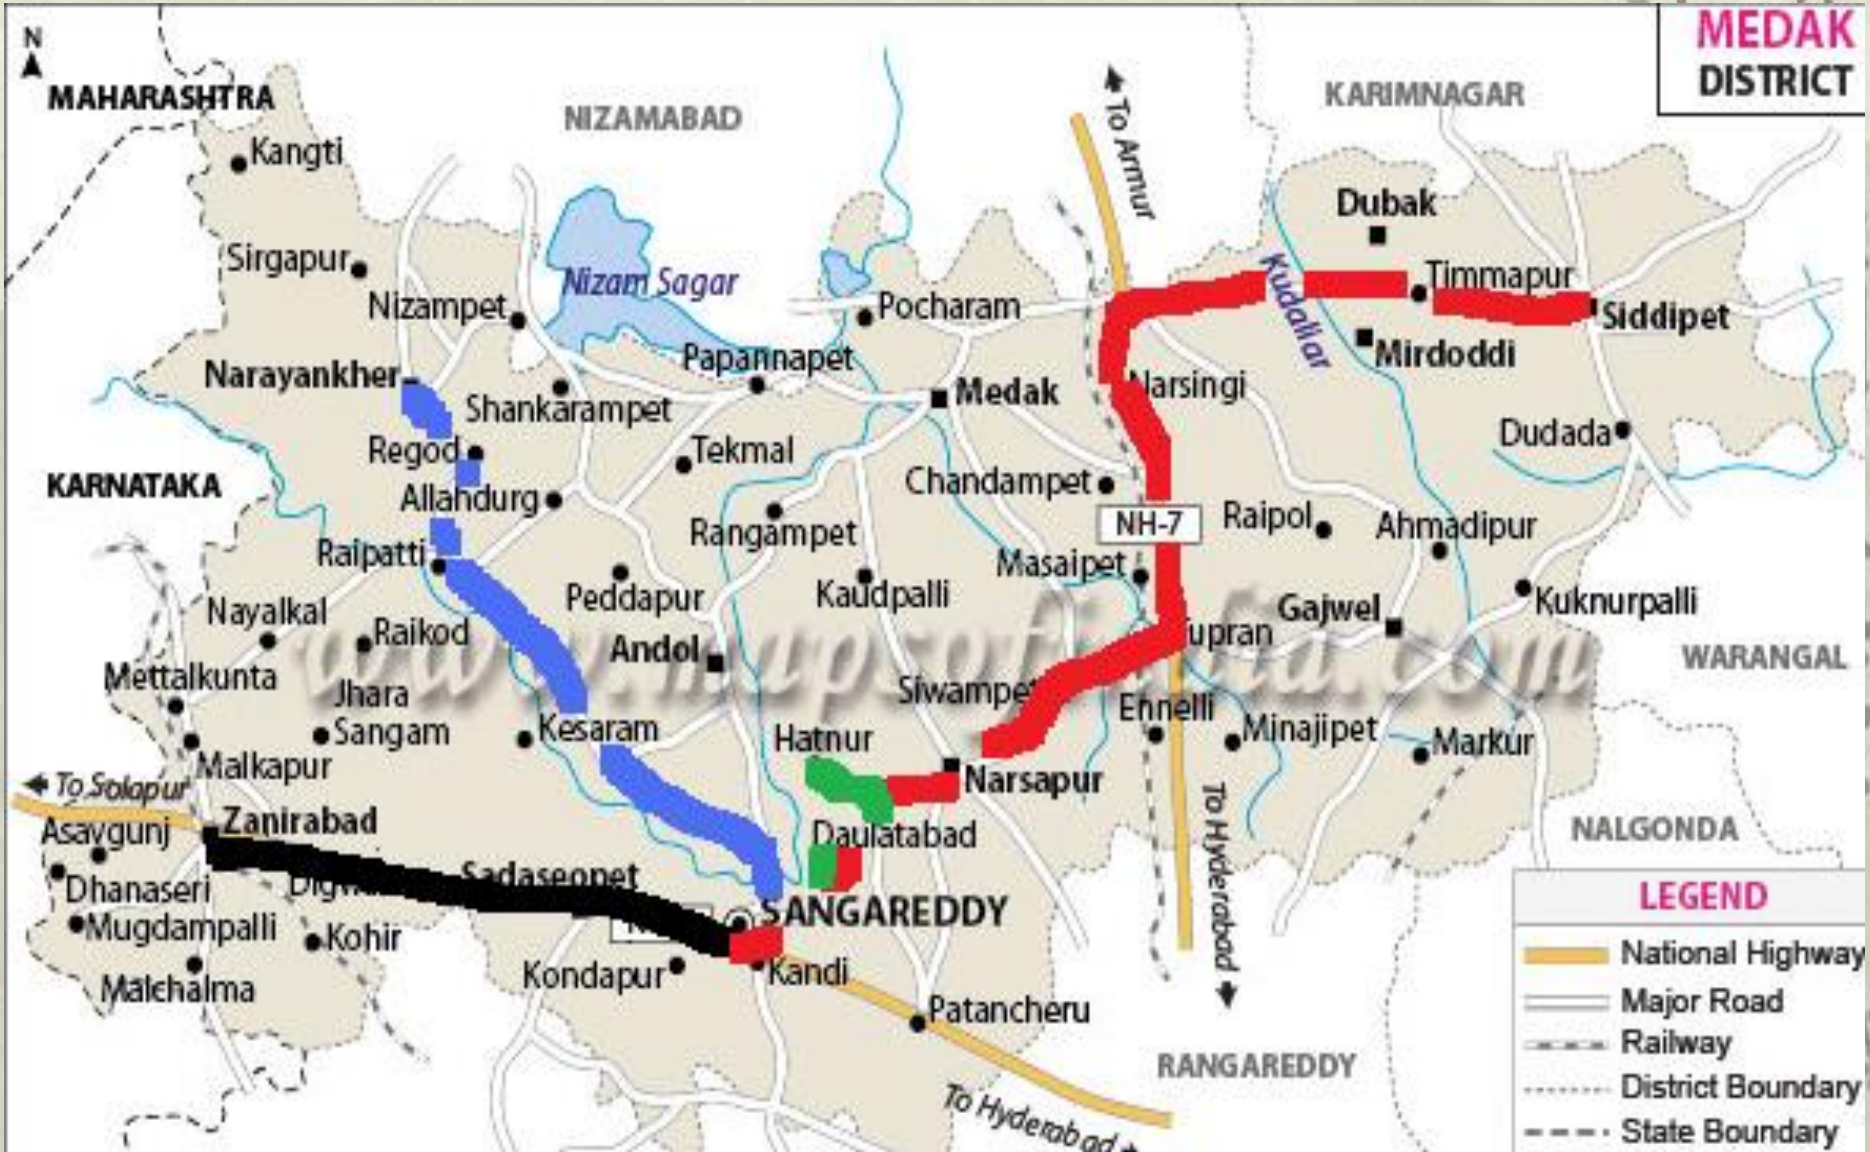 MEDAK
DISTRICT
N
MAHARASHTRA
NIZAMABAD
KARIMNAGAR
To Armur
Kangti
Dubak
Sirgapur
Nizam Sagar
Kudaliar
Timmapur
Nizampet
Pocharam
Siddipet
Papannapet
Mirdoddi
Narayankher
Shankarampet
Medak
Narsingi
Dudada
Regod
Tekmal
KARNATAKA
Allahdurg
Chandampet
Rangampet
NH-7
Raipol
Ahmadipur
Raipatti
Masaipet
Peddapur
Kaudpalli
Gajwel
Kuknurpalli
Nayalkal
Raikod
Andol
Tupran
www.mapsofindia.com
WARANGAL
Mettalkunta
Jhara
Sangam
Siwampet
Ennelli
Kesaram
Hatnur
Minajipet
Markur
Malkapur
To Solapur
Narsapur
To Hyderabad
Zanirabad
Asavgunj
Daulatabad
NALGONDA
Dhanaseri
Sadaseopet
SANGAREDDY
Mugdampalli
Kohir
Kondapur
Kandi
Malchalma
Patancheru
RANGAREDDY
To Hyderabad
LEGEND
National Highway
Major Road
Railway
District Boundary
State Boundary